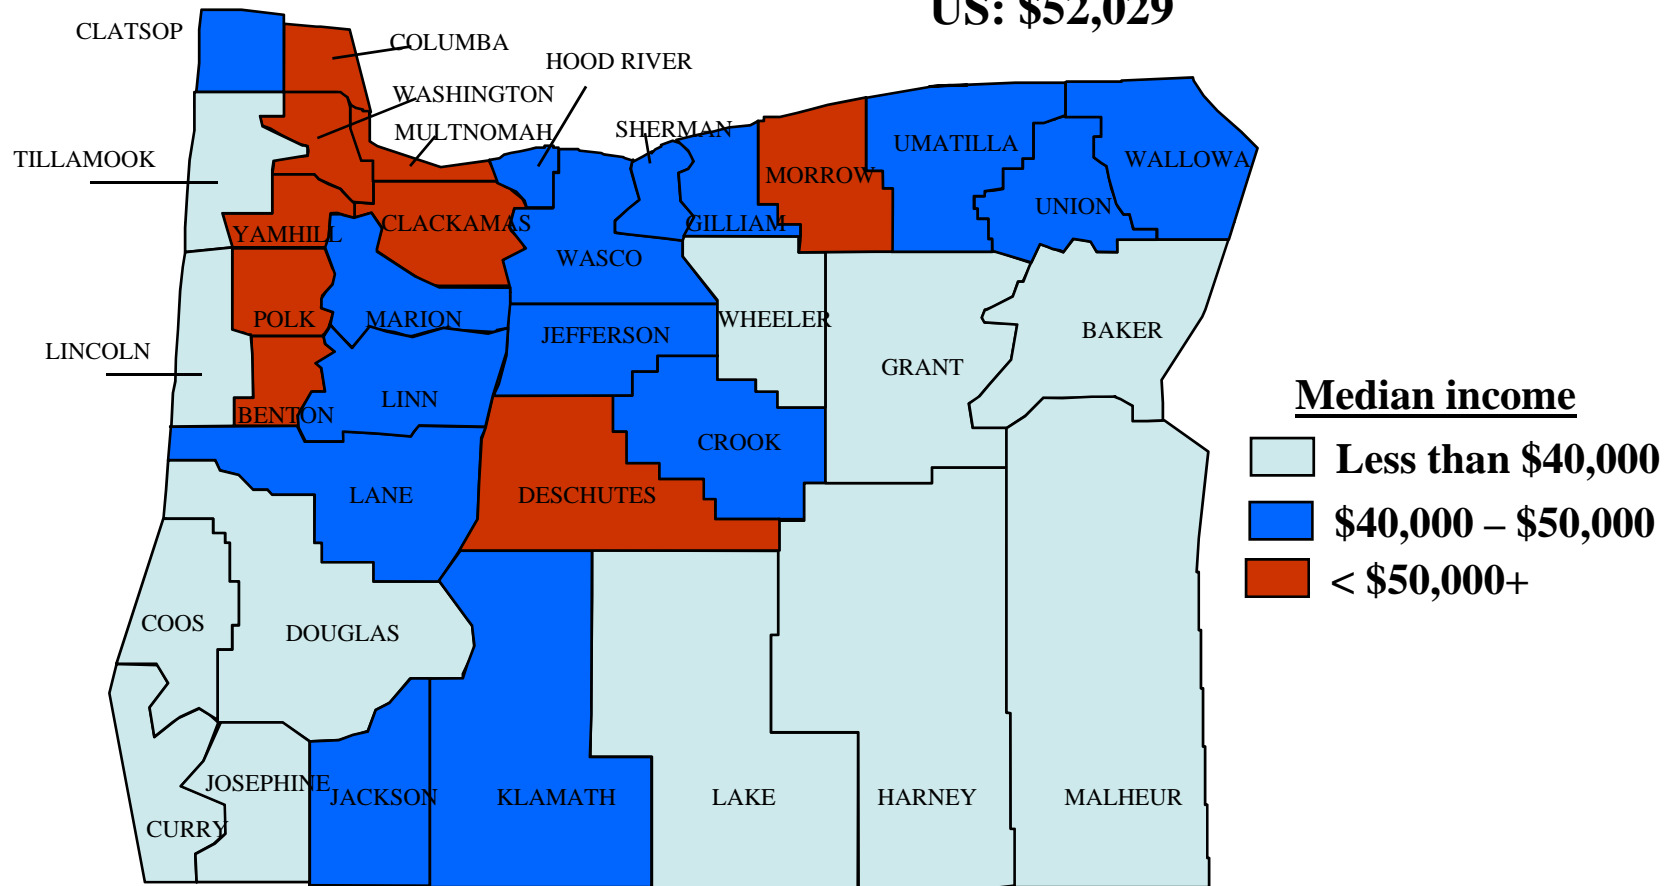 US: $52,029
CLATSOP
COLUMBA
HOOD RIVER
WASHINGTON
MULTNOMAH
SHERMAN
UMATILLA
WALLOWA
TILLAMOOK
MORROW
UNION
YAMHILL
CLACKAMAS
GILLIAM
WASCO
POLK
MARION
JEFFERSON
WHEELER
BAKER
LINCOLN
GRANT
BENTON
LINN
CROOK
LANE
DESCHUTES
COOS
DOUGLAS
JOSEPHINE
JACKSON
KLAMATH
LAKE
HARNEY
MALHEUR
CURRY
Median income
Less than $40,000
$40,000 – $50,000
< $50,000+